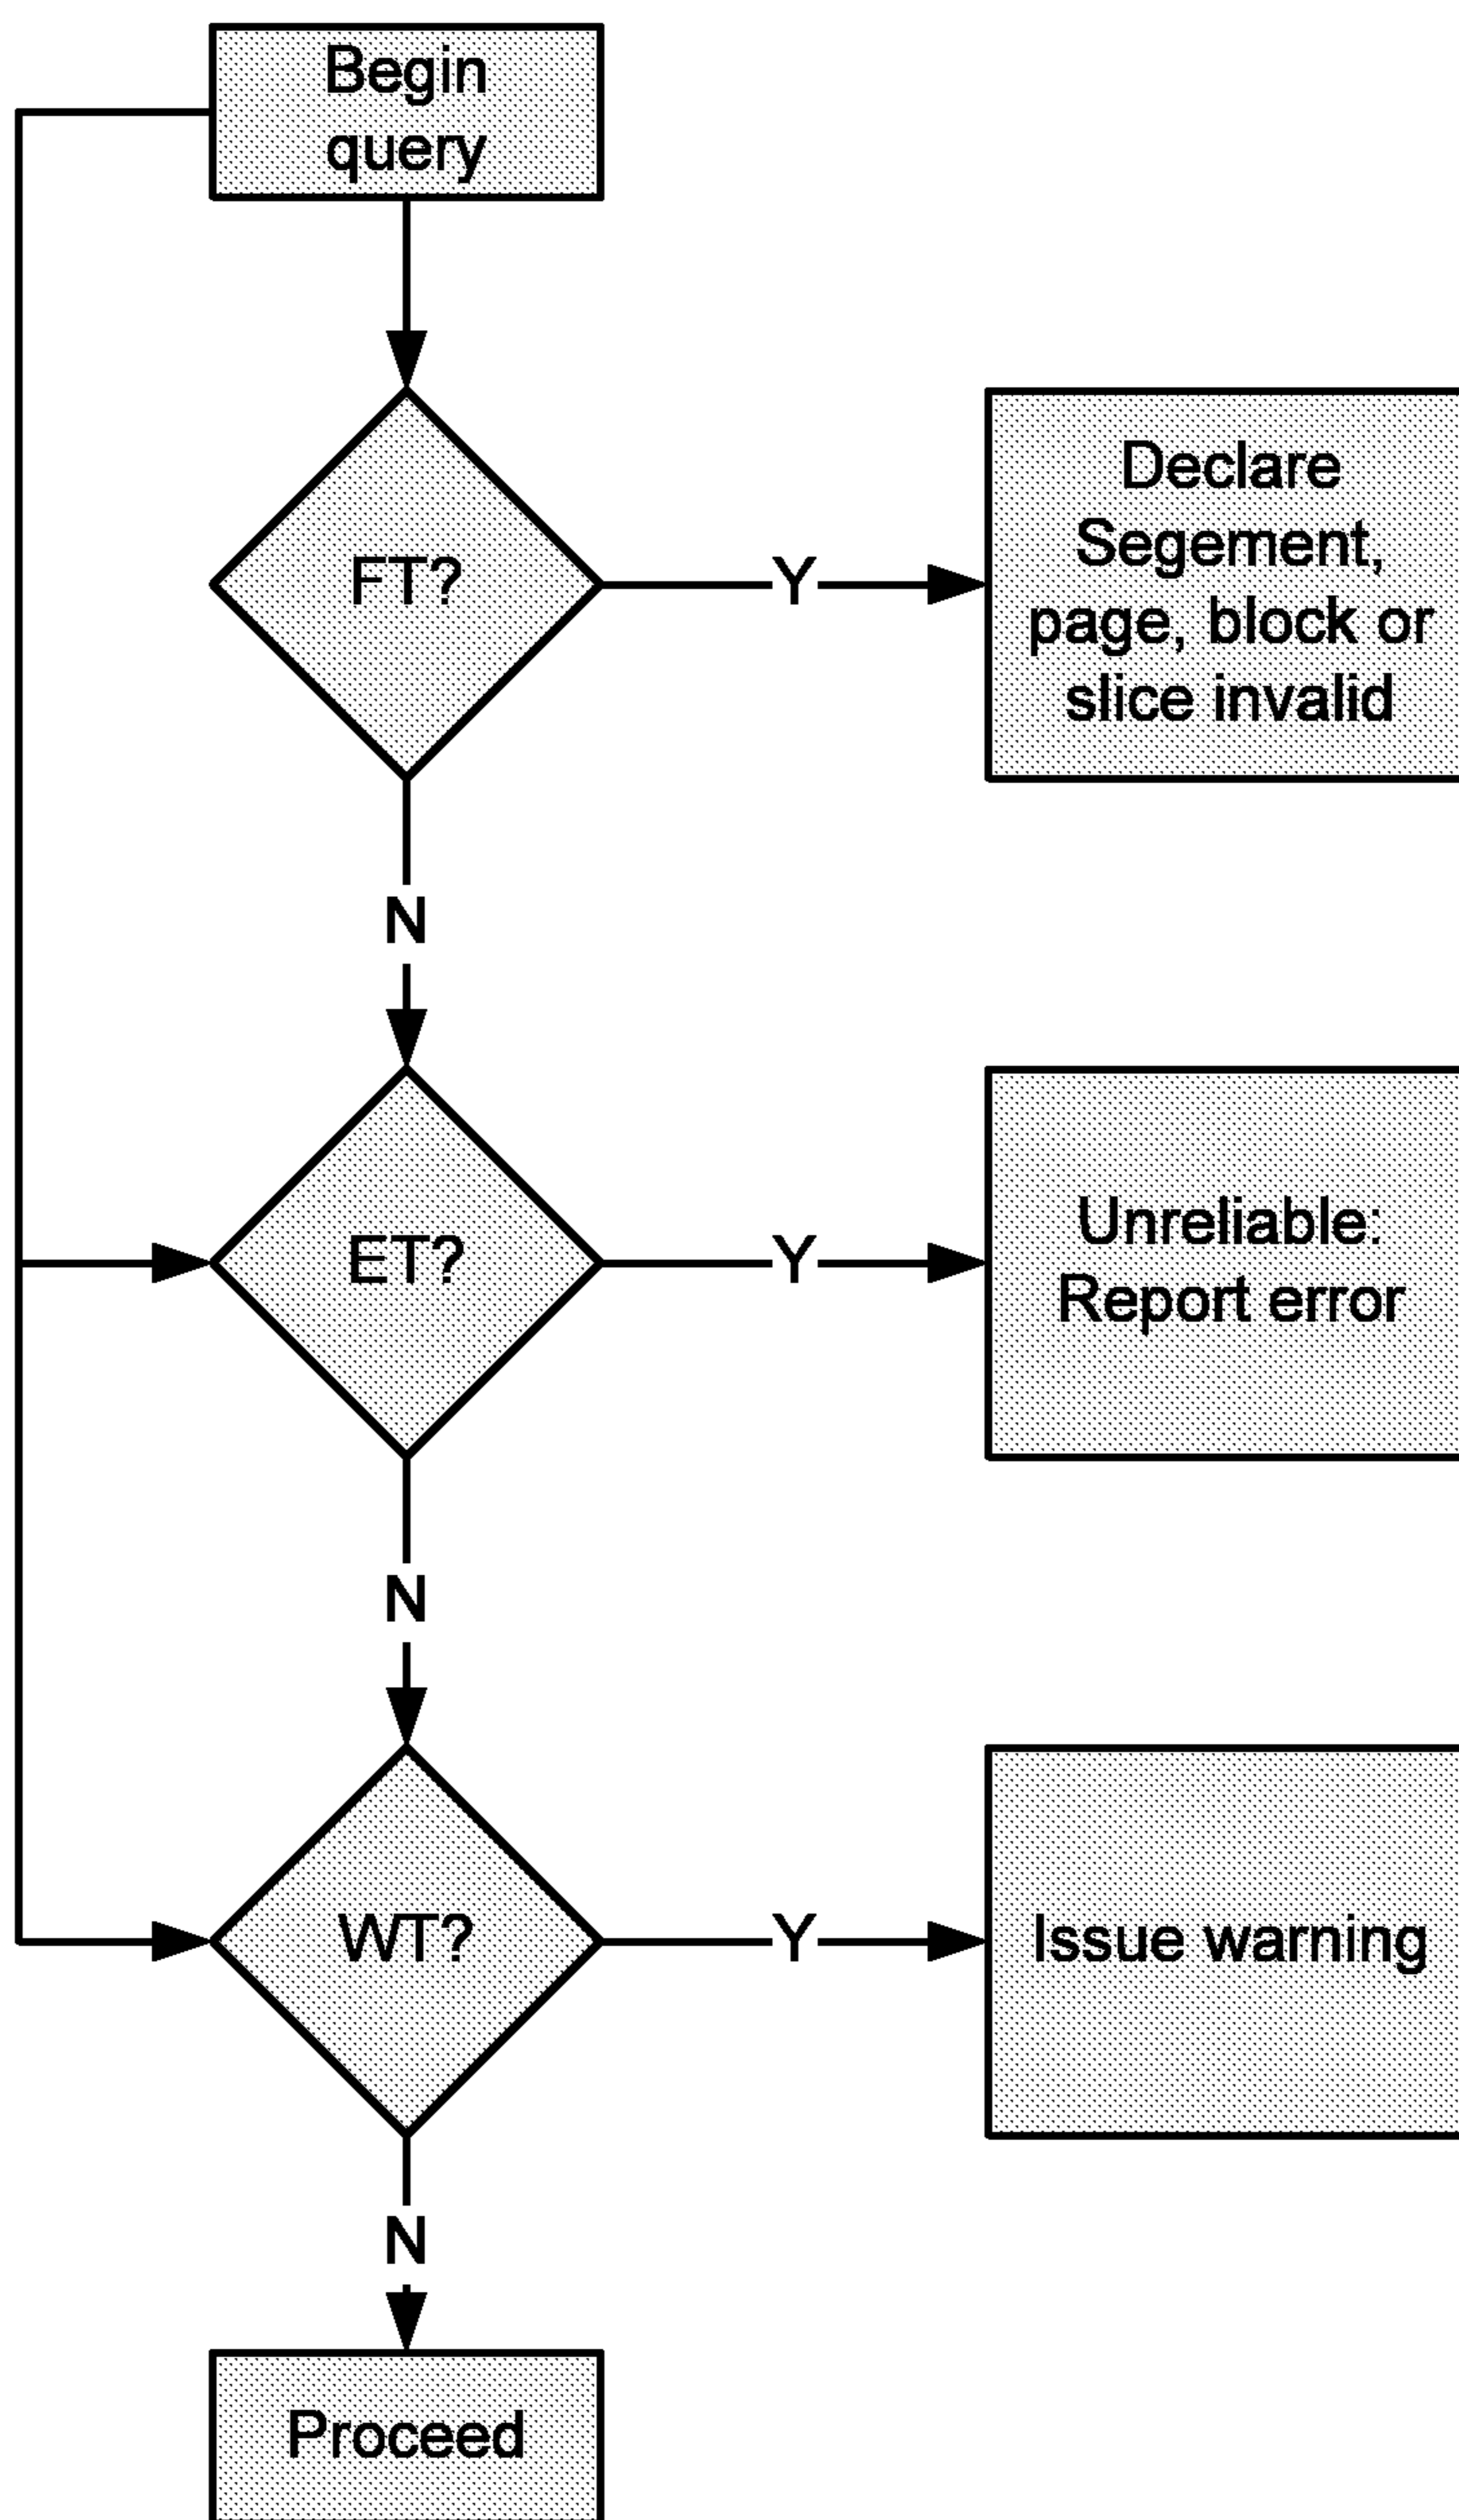 Begin
query
FT?
Y
Declare
Segement,
page, block or
slice invalid
N
ET?
Y
Unreliable:
Report error
N
WT?
Y
Issue warning
N
Proceed